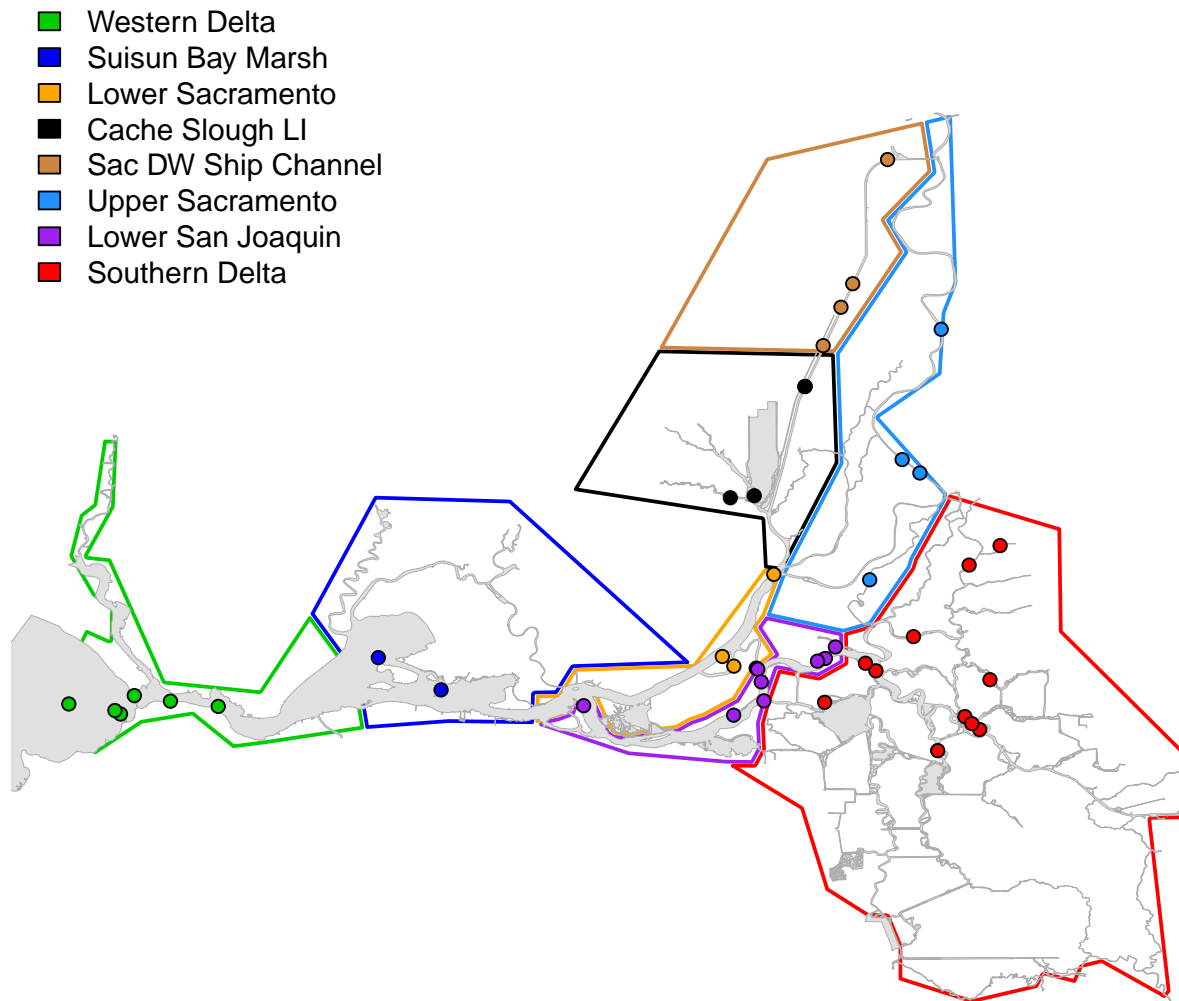 Western Delta
Suisun Bay Marsh
Lower Sacramento
Cache Slough LI
Sac DW Ship Channel
Upper Sacramento
Lower San Joaquin
Southern Delta